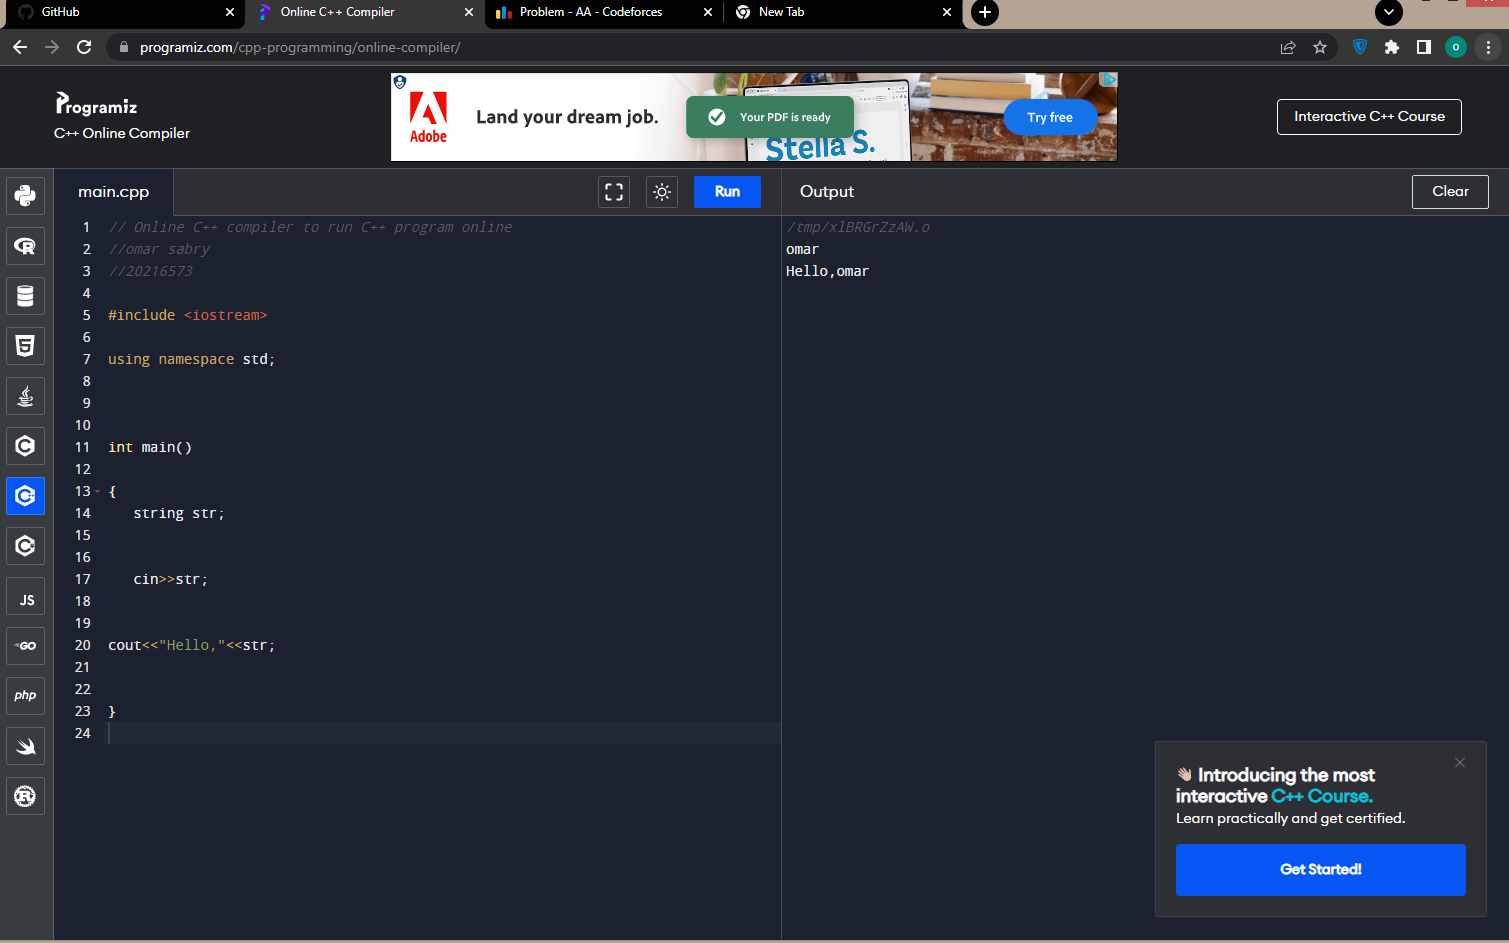 GitHub
Online C++ Compiler
Problem - AA - Codeforces
New Tab
programiz.com/cpp-programming/online-compiler/
o
Programiz
C++ Online Compiler
Adobe
Land your dream job.
Your PDF is ready
Stella S.
Try free
Interactive C++ Course
main.cpp
Run
Output
Clear
1 // Online C++ compiler to run C++ program online
2 //omar sabry
3 //20216573
4
5 #include <iostream>
6
7 using namespace std;
8
9
10
11 int main()
12
13 {
14 string str;
15
16
17 cin>>str;
18
19
20 cout<<"Hello,"<<str;
21
22
23 }
24
/tmp/xlBRGrZzAW.o
omar
Hello,omar
R
5
C
C
C
JS
GO
php
R
👋 Introducing the most
interactive C++ Course.
Learn practically and get certified.
Get Started!